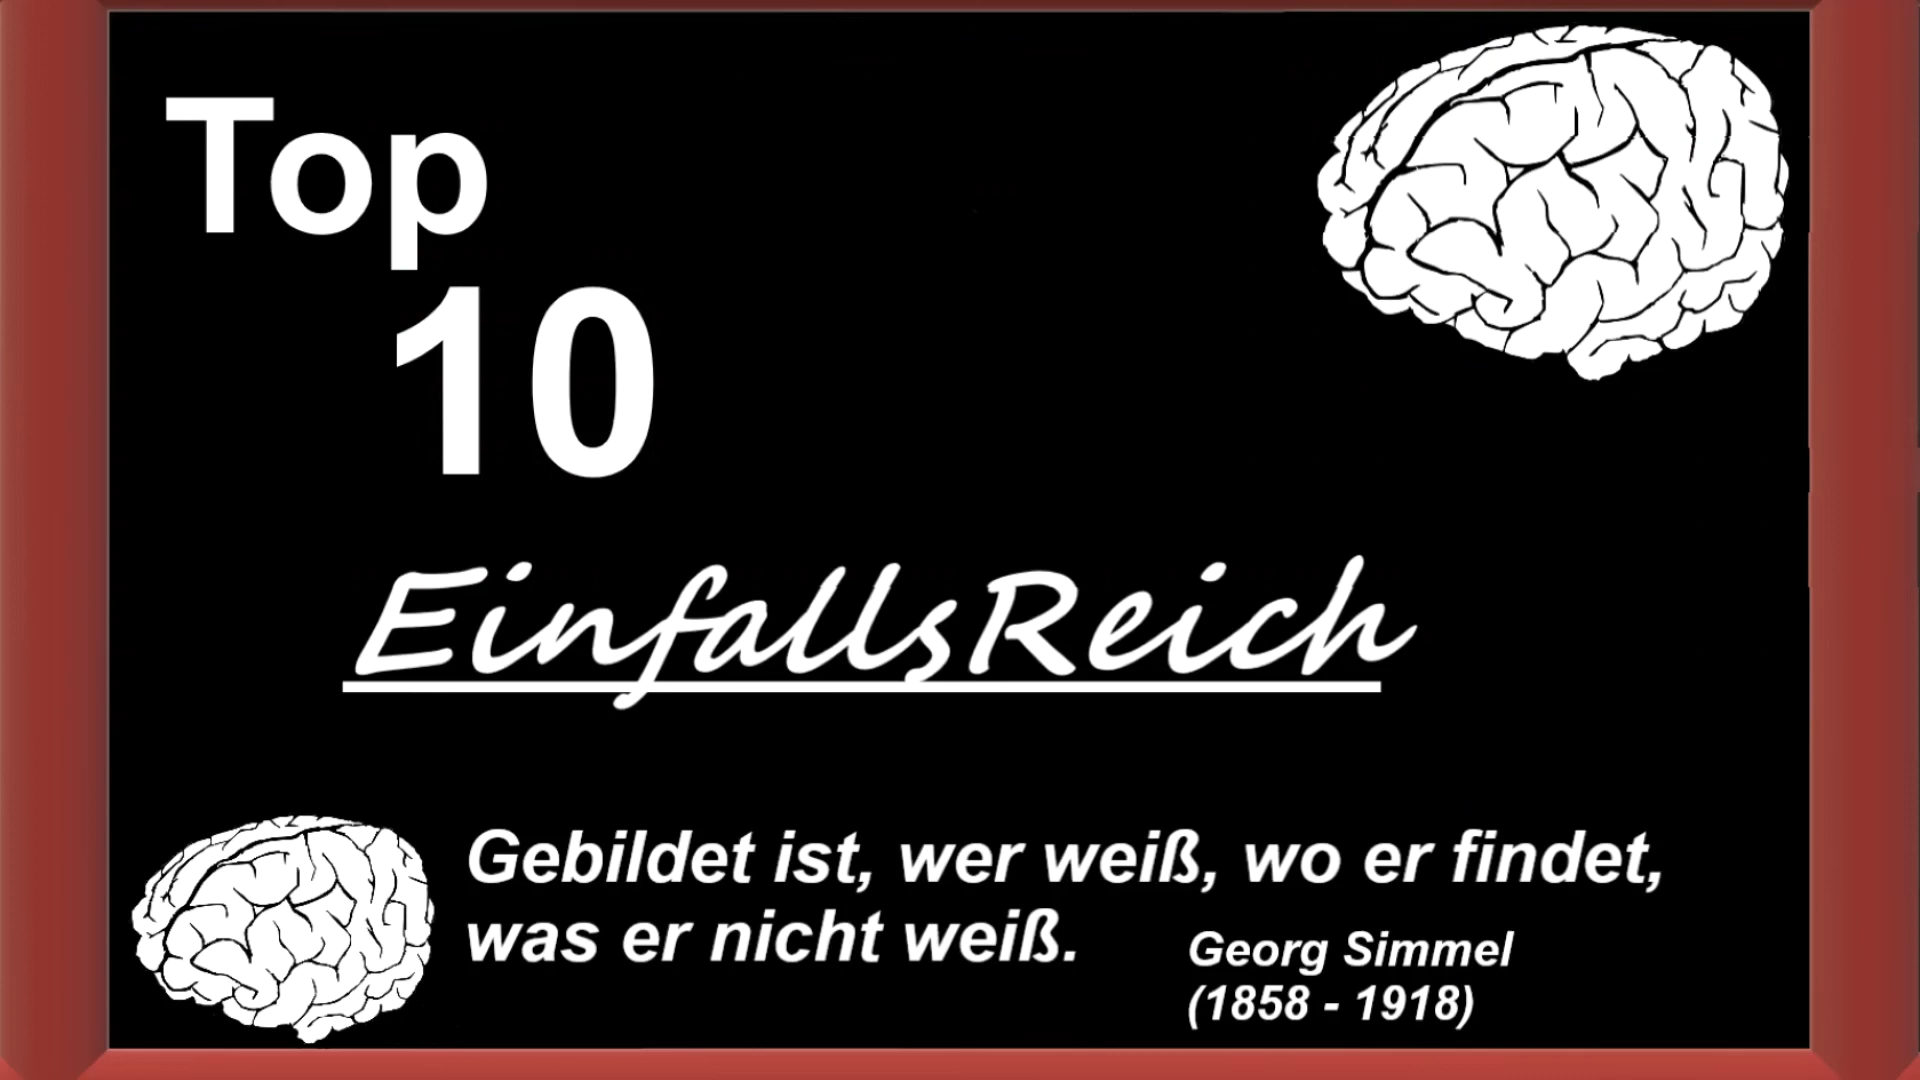 Top
10
EinfallsReich
Gebildet ist, wer weiß, wo er findet,
was er nicht weiß.
Georg Simmel
(1858 - 1918)